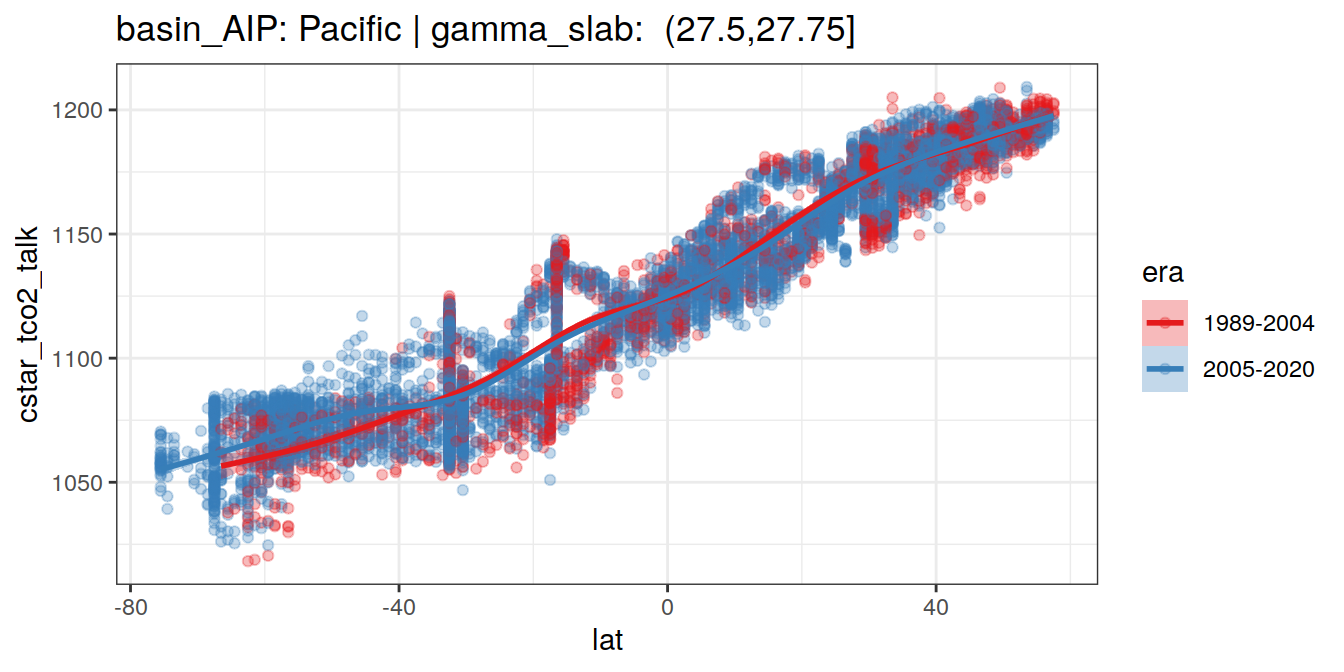 basin_AIP: Pacific | gamma_slab:  (27.5,27.75]
cstar_tco2_talk
1200
1150
1100
1050
-80
-40
0
40
lat
era
1989-2004
2005-2020